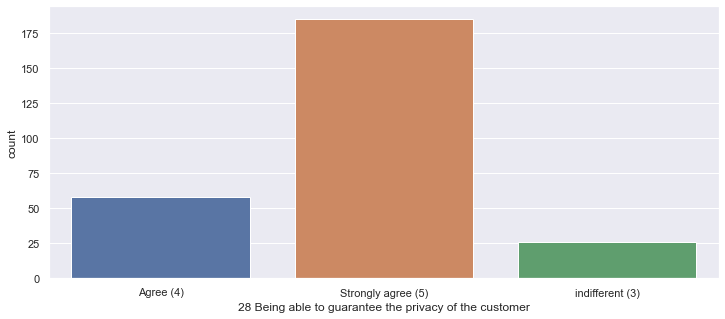 175
150
125
100
75
50
25
0
count
Agree (4)
Strongly agree (5)
indifferent (3)
28 Being able to guarantee the privacy of the customer